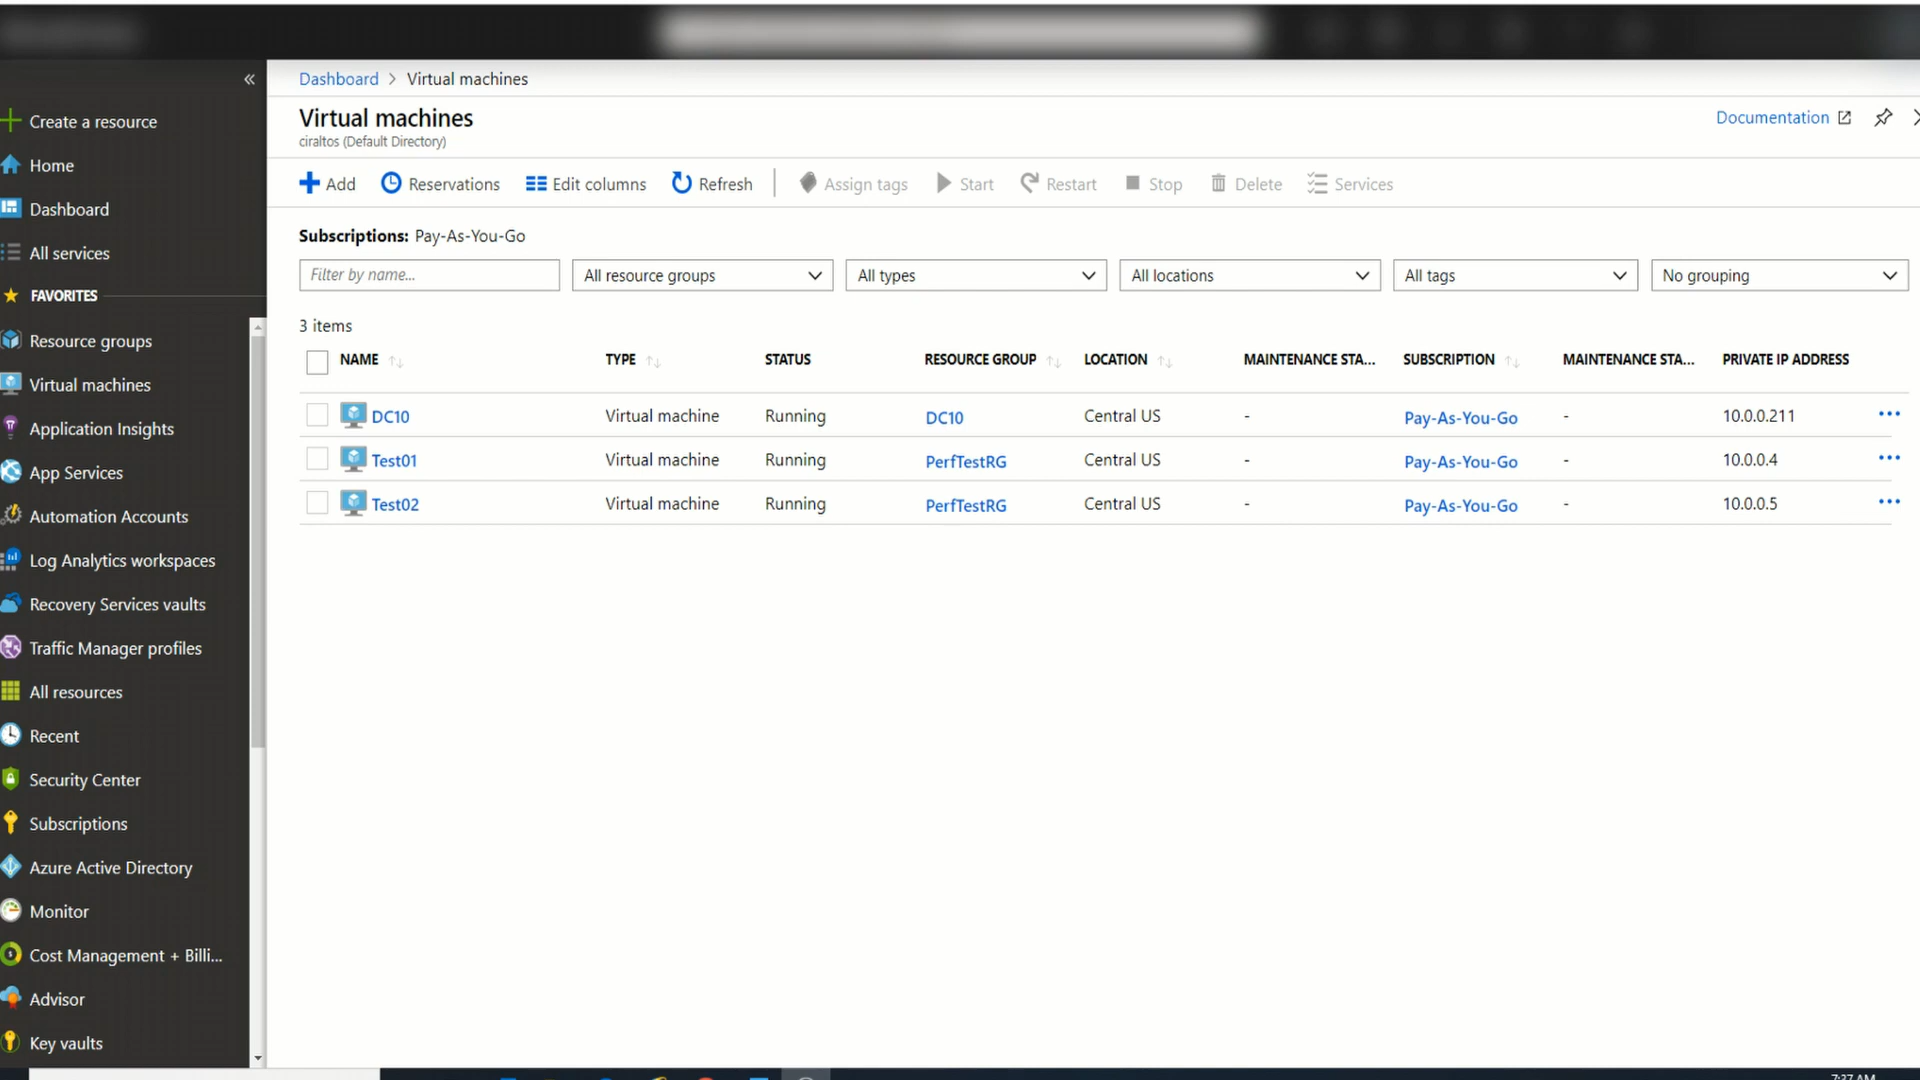 Dashboard > Virtual machines
Virtual machines
ciraltos (Default Directory)
Documentation
Add Reservations Edit columns Refresh Assign tags Start Restart Stop Delete Services
Subscriptions: Pay-As-You-Go
Filter by name... All resource groups All types All locations All tags No grouping
3 items
NAME TYPE STATUS RESOURCE GROUP LOCATION MAINTENANCE STA... SUBSCRIPTION MAINTENANCE STA... PRIVATE IP ADDRESS
DC10 Virtual machine Running DC10 Central US - Pay-As-You-Go - 10.0.0.211 •••
Test01 Virtual machine Running PerfTestRG Central US - Pay-As-You-Go - 10.0.0.4 •••
Test02 Virtual machine Running PerfTestRG Central US - Pay-As-You-Go - 10.0.0.5 •••
«
Create a resource
Home
Dashboard
All services
FAVORITES
Resource groups
Virtual machines
Application Insights
App Services
Automation Accounts
Log Analytics workspaces
Recovery Services vaults
Traffic Manager profiles
All resources
Recent
Security Center
Subscriptions
Azure Active Directory
Monitor
Cost Management + Billi...
Advisor
Key vaults
7:37 AM